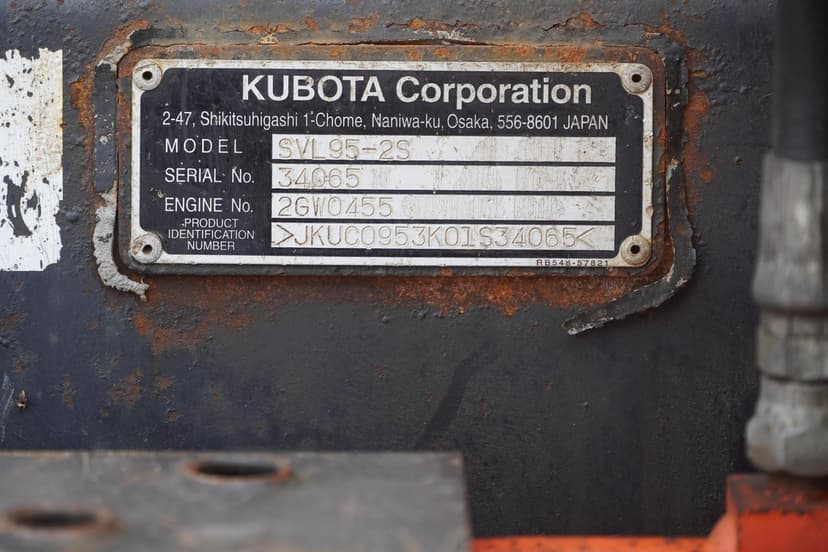 KUBOTA Corporation
2-47, Shikitsuhigashi 1-Chome, Naniwa-ku, Osaka, 556-8601 JAPAN
MODEL SVL95-2S
SERIAL No. 34065
ENGINE No. 2GW0455
PRODUCT IDENTIFICATION NUMBER >JKUC0953K01S34065<
RB548-57821